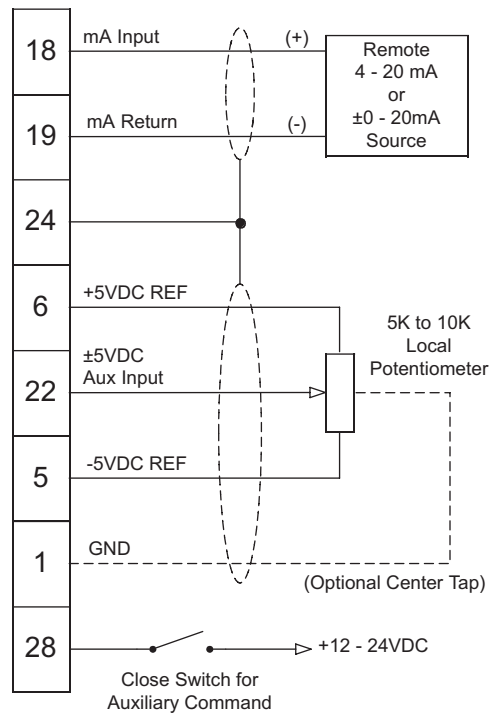 18 mA Input (+)
Remote
4 - 20 mA
or
±0 - 20mA
Source
19 mA Return (-)
24
6 +5VDC REF
5K to 10K
Local
Potentiometer
±5VDC
22 Aux Input
5 -5VDC REF
1 GND
(Optional Center Tap)
28 +12 - 24VDC
Close Switch for
Auxiliary Command